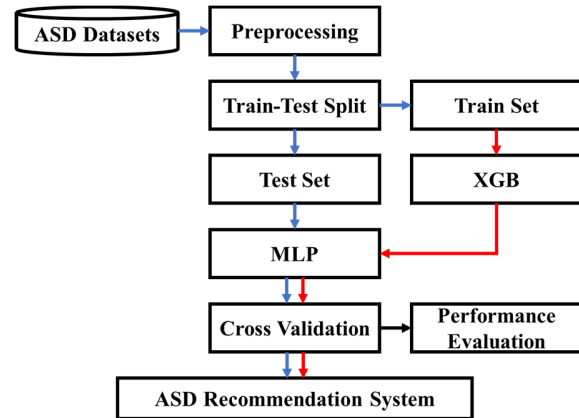 ASD Datasets
Preprocessing
Train-Test Split
Train Set
Test Set
XGB
MLP
Cross Validation
Performance
Evaluation
ASD Recommendation System